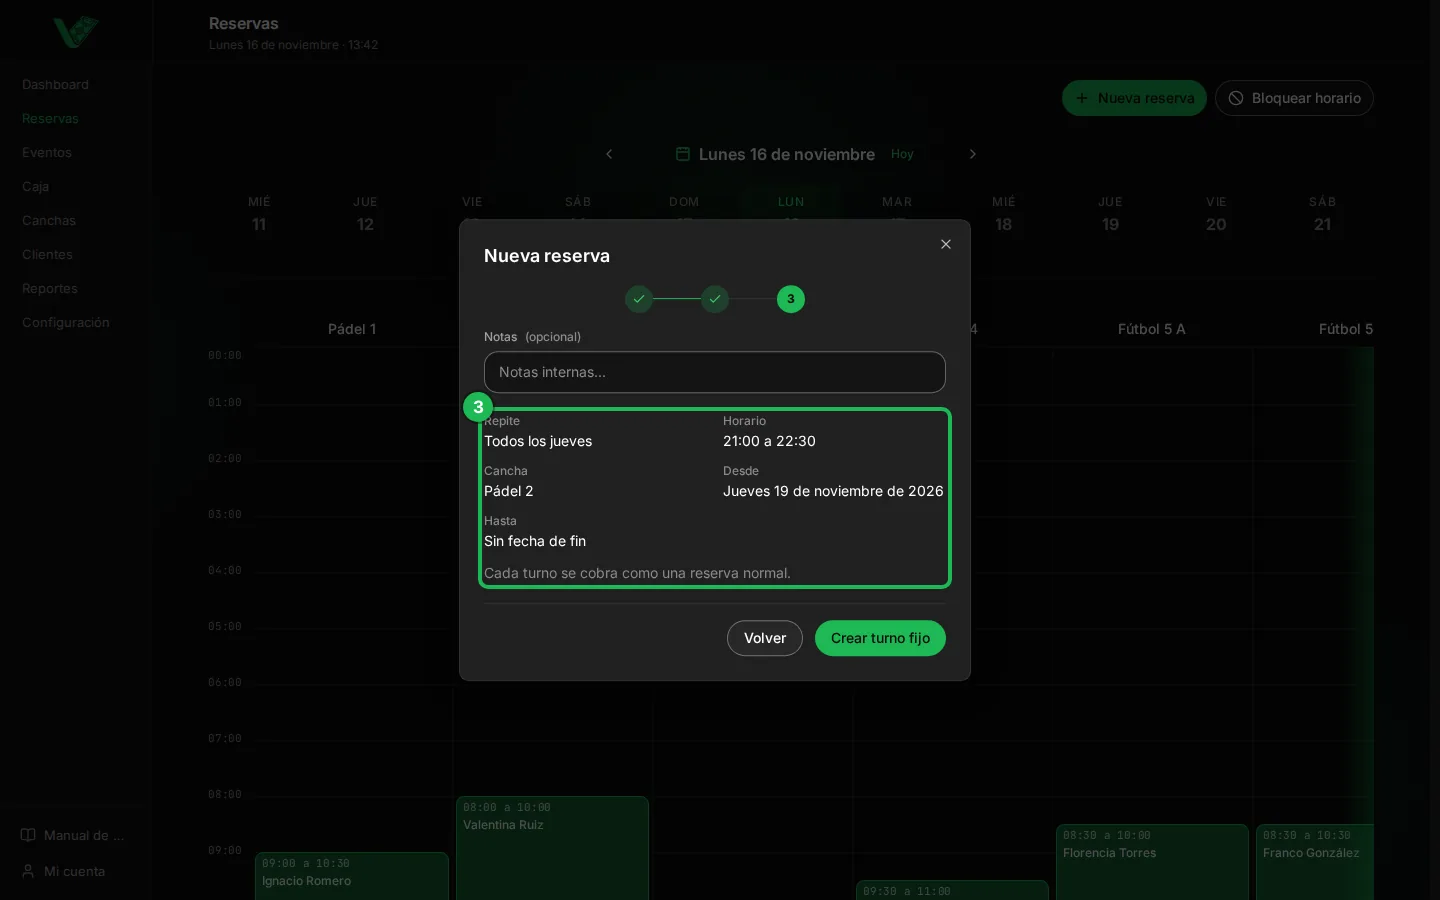 Reservas
Lunes 16 de noviembre · 13:42
Dashboard
Reservas
Eventos
Caja
Canchas
Clientes
Reportes
Configuración
Manual de ...
Mi cuenta
+ Nueva reserva
Bloquear horario
Lunes 16 de noviembre Hoy
MIÉ JUE VIE SÁB DOM LUN MAR MIÉ JUE VIE SÁB
11 12 18 19 20 21
Pádel 1 4 Fútbol 5 A Fútbol 5
00:00
01:00
02:00
03:00
04:00
05:00
06:00
07:00
08:00
09:00
Nueva reserva
3
Notas (opcional)
Notas internas...
3
Repite Horario
Todos los jueves 21:00 a 22:30
Cancha Desde
Pádel 2 Jueves 19 de noviembre de 2026
Hasta
Sin fecha de fin
Cada turno se cobra como una reserva normal.
Volver Crear turno fijo
09:00 a 10:30
Ignacio Romero
08:00 a 10:00
Valentina Ruiz
09:30 a 11:00
08:30 a 10:00
Florencia Torres
08:30 a 10:30
Franco González